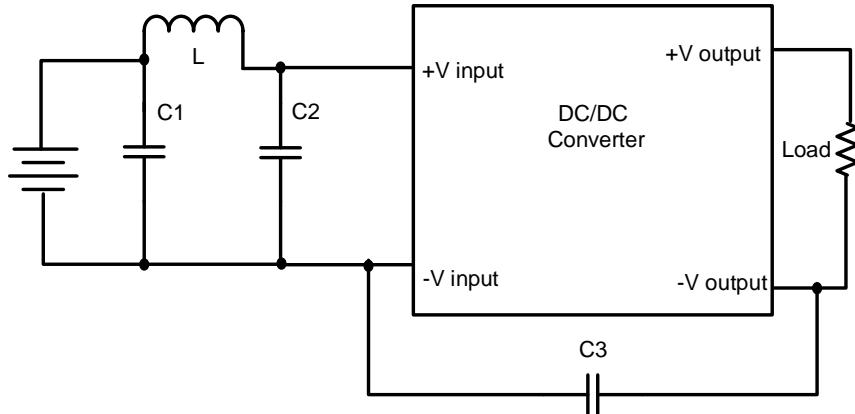 L
+V input
+V output
C1
C2
DC/DC
Converter
Load
-V input
-V output
C3